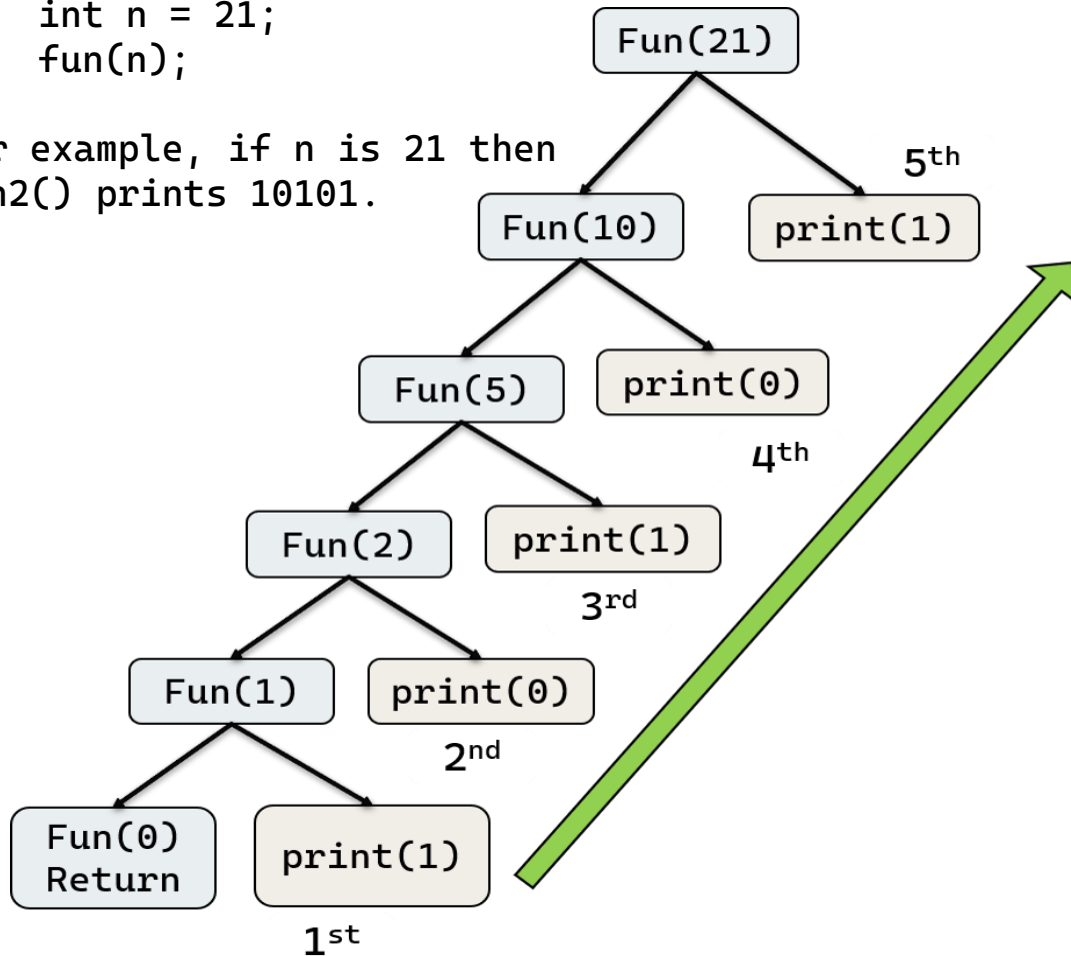 int n = 21;
fun(n);
example, if n is 21 then
prints 10101.
Fun(21)
5th
Fun(10)
print(1)
Fun(5)
print(0)
4th
Fun(2)
print(1)
3rd
Fun(1)
print(0)
2nd
Fun(0)
Return
print(1)
1st